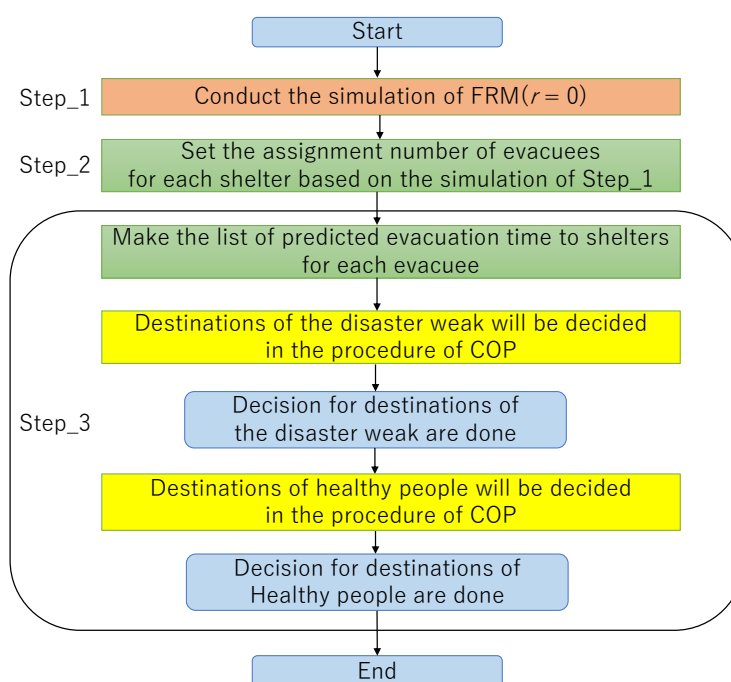 Start
Step_1
Conduct the simulation of FRM(r = 0)
Step_2
Set the assignment number of evacuees
for each shelter based on the simulation of Step_1
Make the list of predicted evacuation time to shelters
for each evacuee
Destinations of the disaster weak will be decided
in the procedure of COP
Step_3
Decision for destinations of
the disaster weak are done
Destinations of healthy people will be decided
in the procedure of COP
Decision for destinations of
Healthy people are done
End